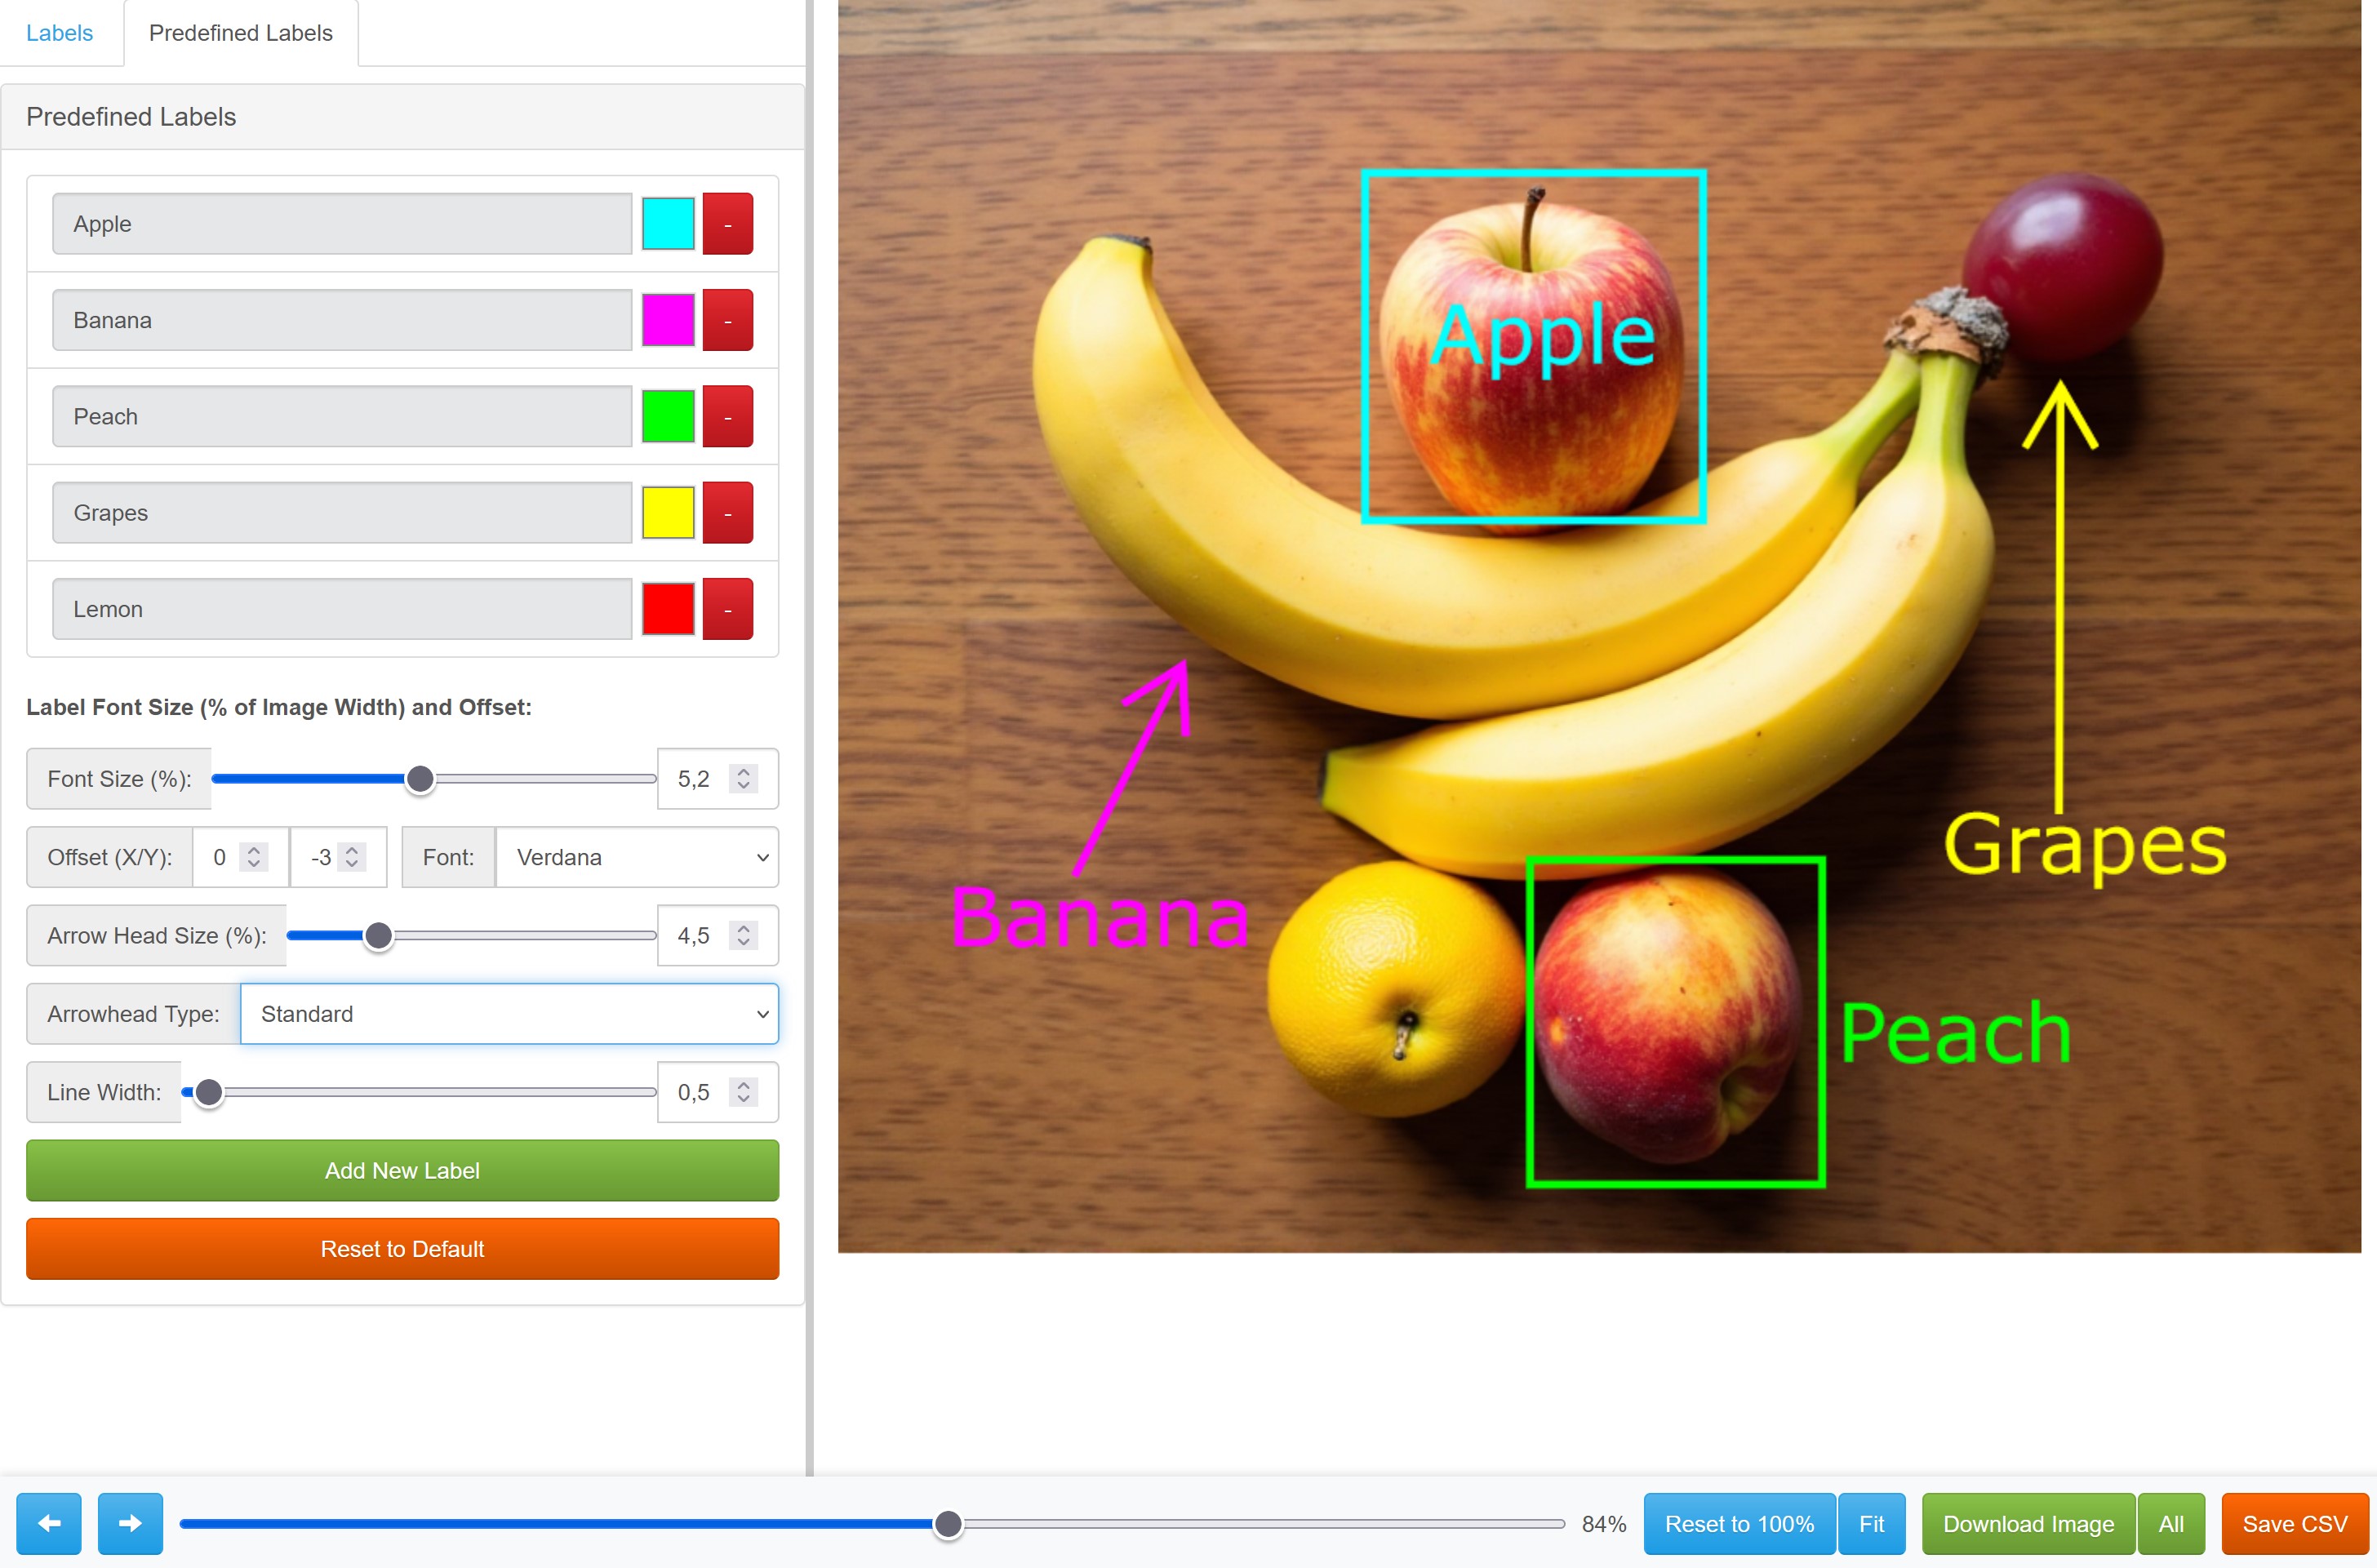 Labels
Predefined Labels
Predefined Labels
Apple
-
Banana
-
Peach
-
Grapes
-
Lemon
-
Label Font Size (% of Image Width) and Offset:
Font Size (%):
5,2
Offset (X/Y):
0
-3
Font:
Verdana
Arrow Head Size (%):
4,5
Arrowhead Type:
Standard
Line Width:
0,5
Add New Label
Reset to Default
Apple
Grapes
Banana
Peach
84%
Reset to 100%
Fit
Download Image
All
Save CSV